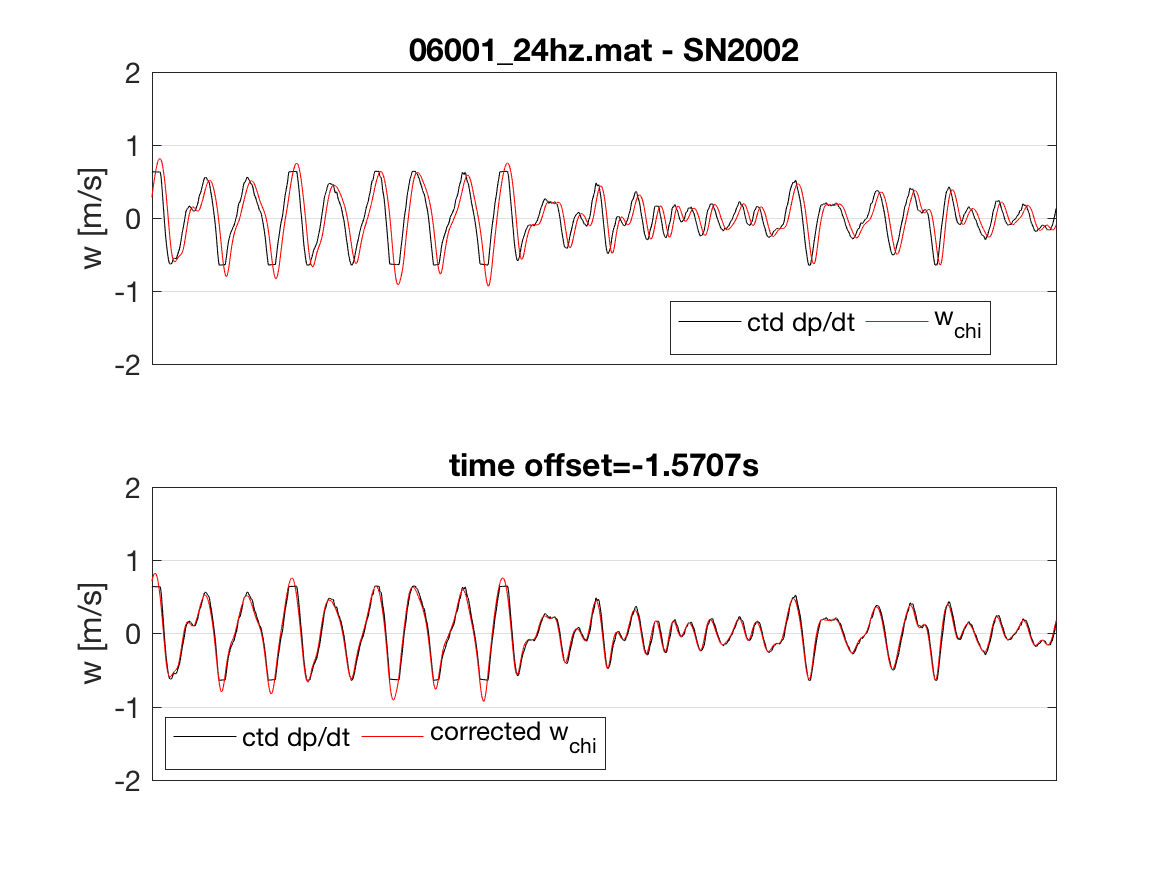 06001_24hz.mat - SN2002
2
1
0
-1
-2
w [m/s]
ctd dp/dt w_chi
time offset=-1.5707s
2
1
0
-1
-2
w [m/s]
ctd dp/dt corrected w_chi